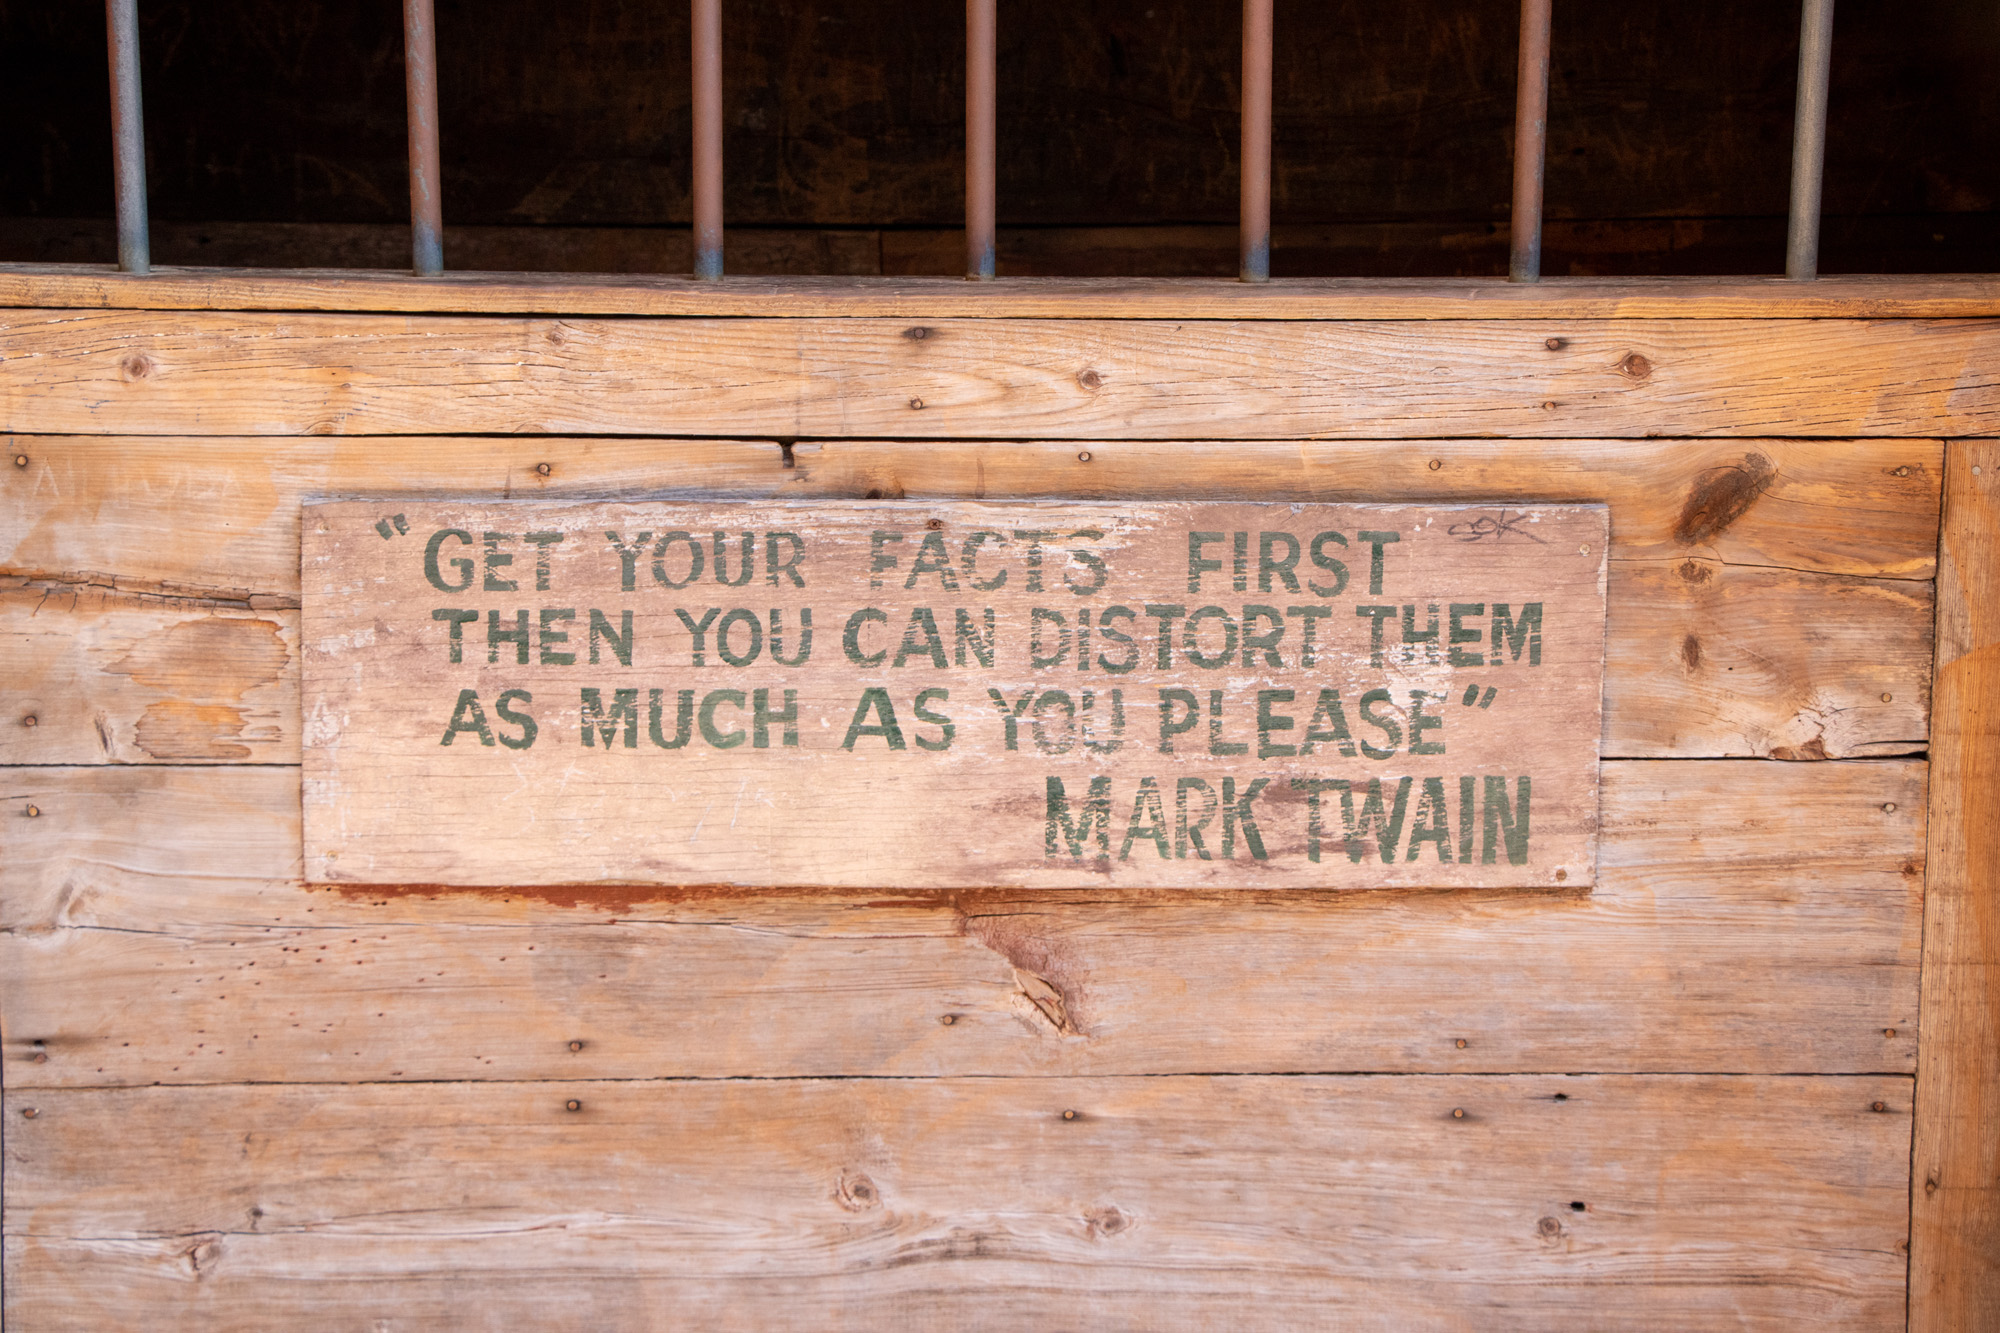 "GET YOUR FACTS FIRST
THEN YOU CAN DISTORT THEM
AS MUCH AS YOU PLEASE"
MARK TWAIN